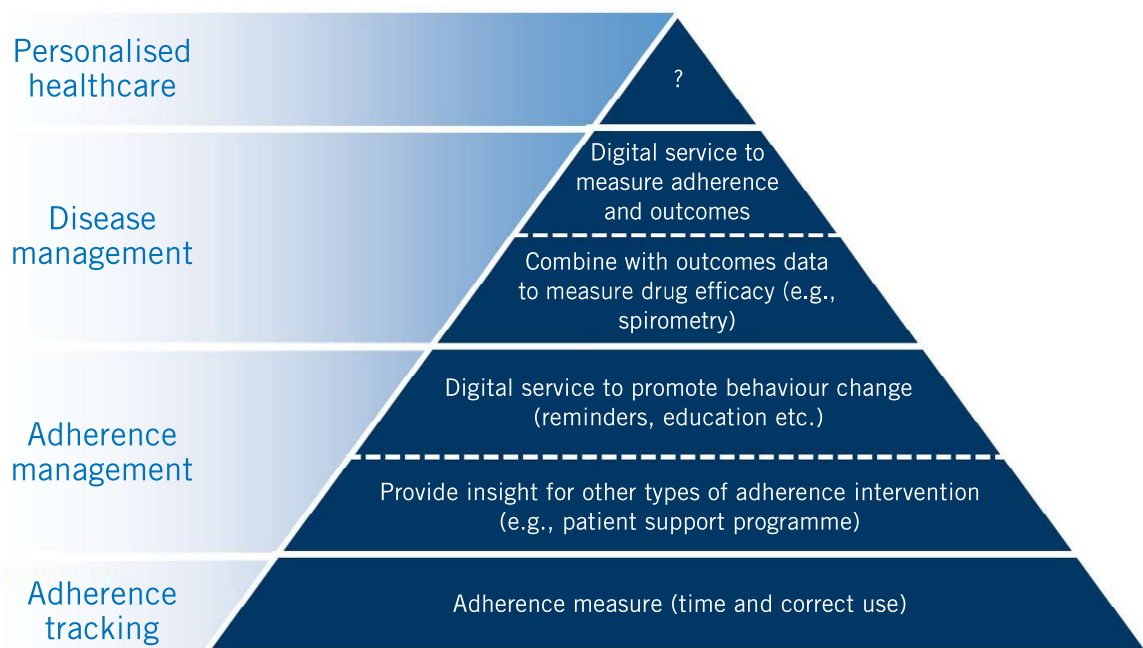 Personalised
healthcare
?
Disease
management
Digital service to
measure adherence
and outcomes
Combine with outcomes data
to measure drug efficacy (e.g.,
spirometry)
Adherence
management
Digital service to promote behaviour change
(reminders, education etc.)
Provide insight for other types of adherence intervention
(e.g., patient support programme)
Adherence
tracking
Adherence measure (time and correct use)